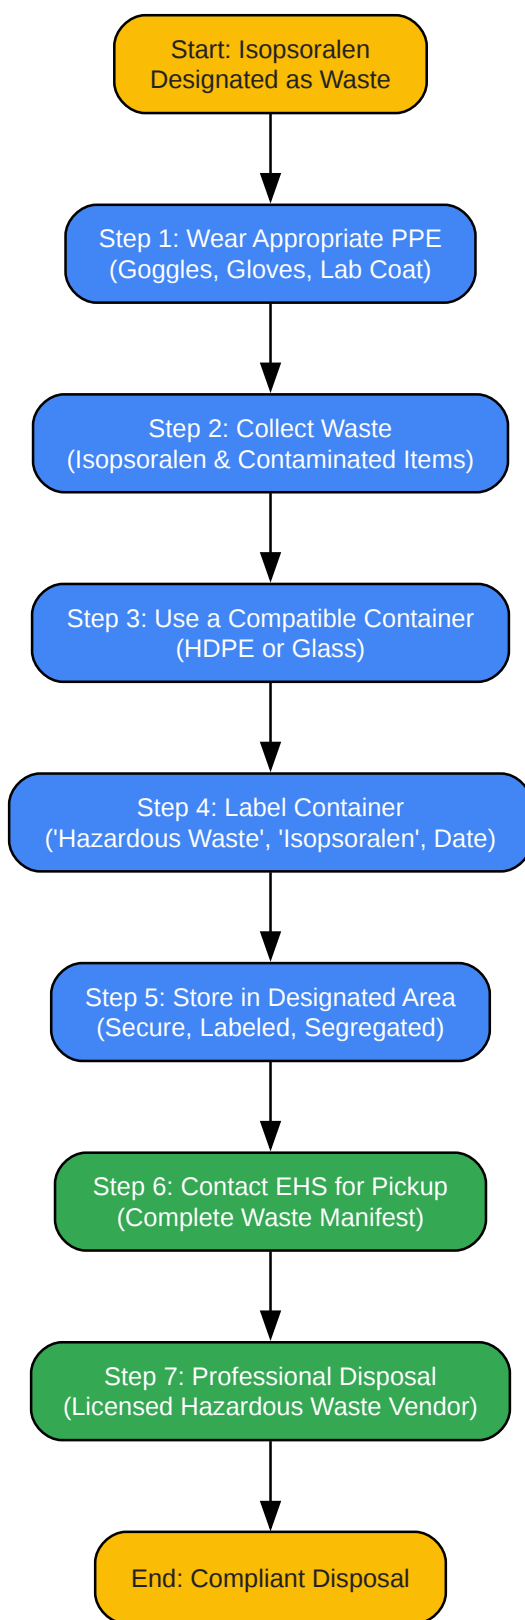 Start: Isopsoralen
Designated as Waste
Step 1: Wear Appropriate PPE
(Goggles, Gloves, Lab Coat)
Step 2: Collect Waste
(Isopsoralen & Contaminated Items)
Step 3: Use a Compatible Container
(HDPE or Glass)
Step 4: Label Container
('Hazardous Waste', 'Isopsoralen', Date)
Step 5: Store in Designated Area
(Secure, Labeled, Segregated)
Step 6: Contact EHS for Pickup
(Complete Waste Manifest)
Step 7: Professional Disposal
(Licensed Hazardous Waste Vendor)
End: Compliant Disposal